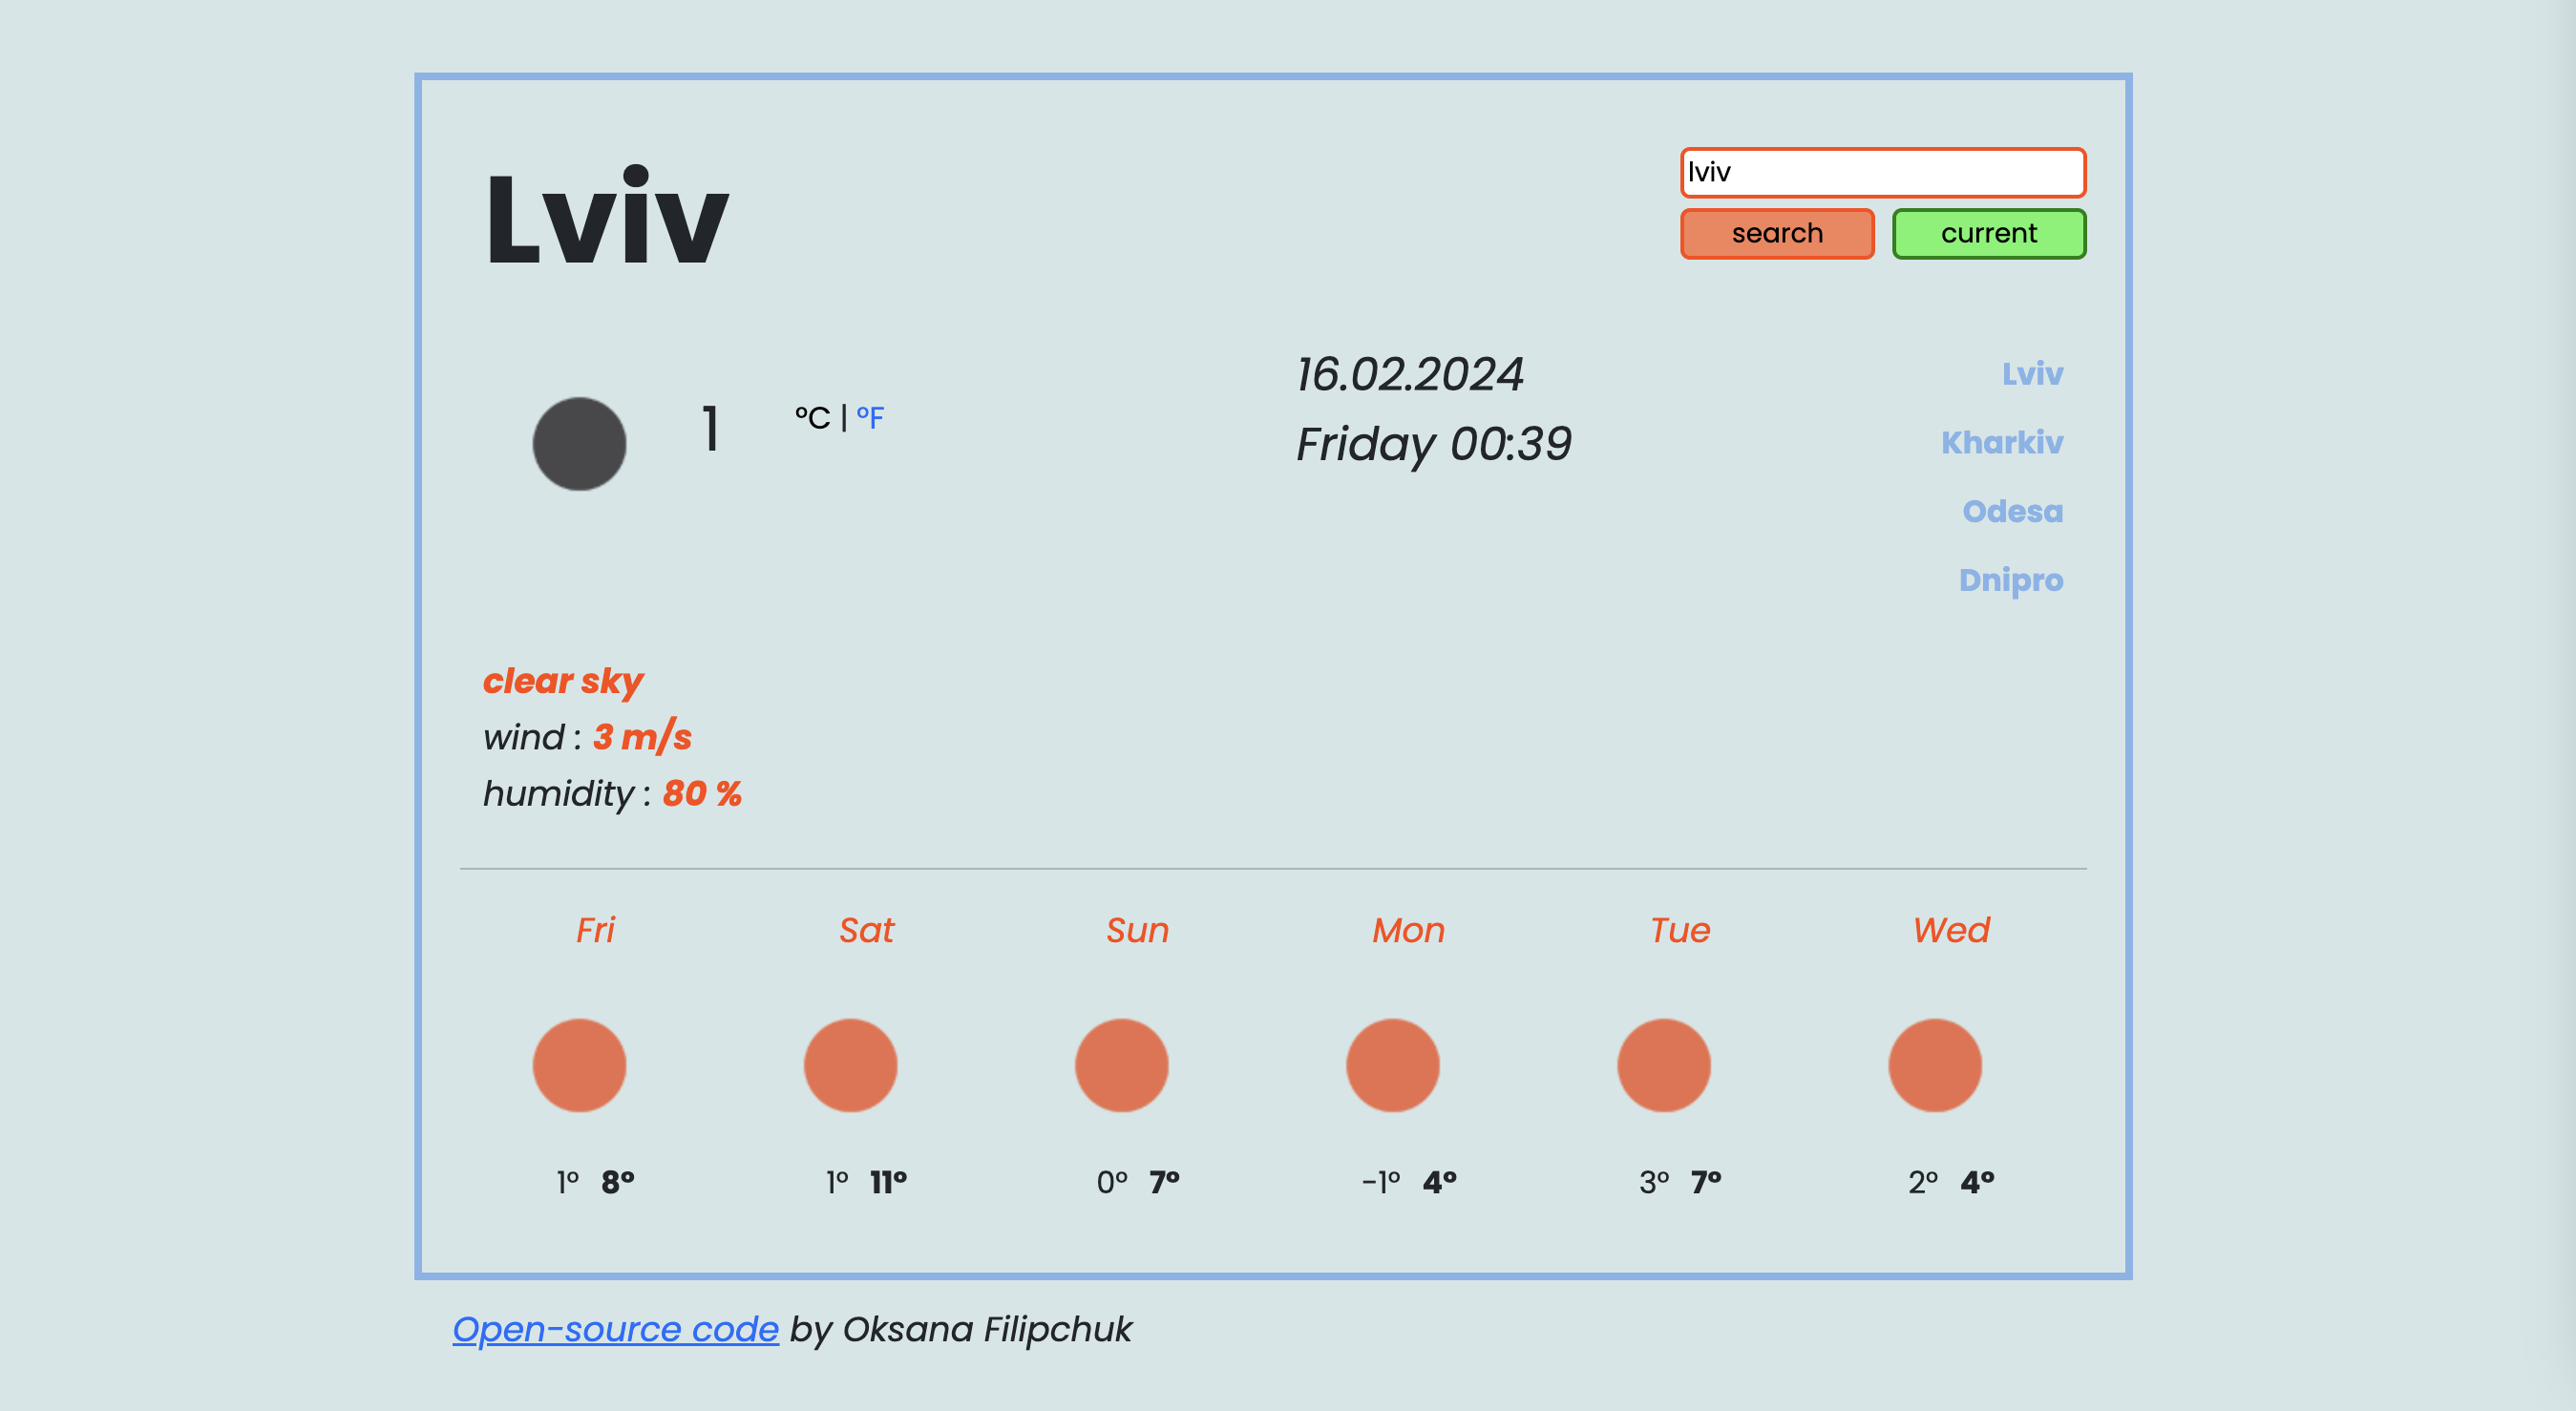 Lviv
lviv
search current
1 °C | °F
16.02.2024
Friday 00:39
Lviv
Kharkiv
Odesa
Dnipro
clear sky
wind : 3 m/s
humidity : 80 %
Fri Sat Sun Mon Tue Wed
1° 8° 1° 11° 0° 7° -1° 4° 3° 7° 2° 4°
Open-source code by Oksana Filipchuk